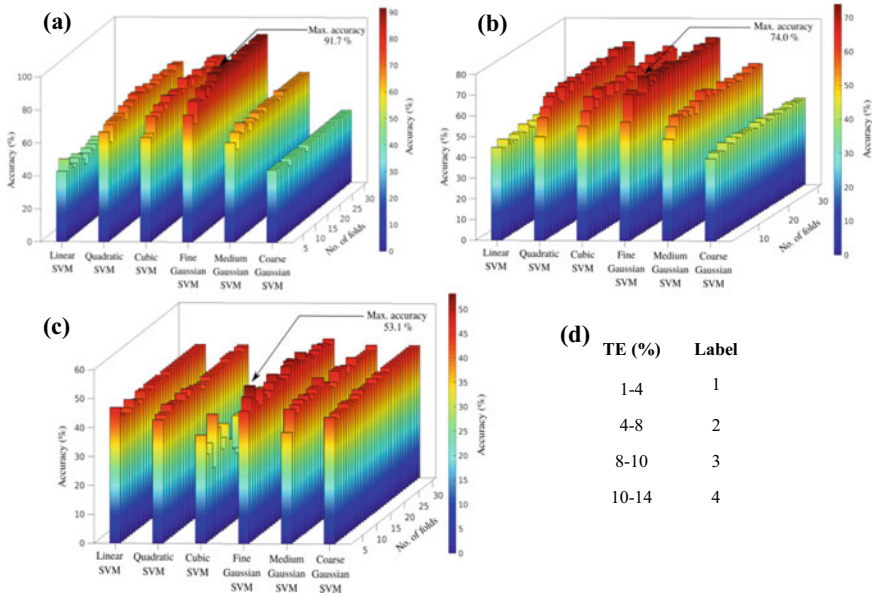 (a)
Max. accuracy
91.7 %
Accuracy (%)
100
80
60
40
20
0
Linear SVM
Quadratic SVM
Cubic SVM
Fine Gaussian SVM
Medium Gaussian SVM
Coarse Gaussian SVM
5
10
15
20
25
30
No. of folds
90
80
70
60
50
40
30
20
10
0
Accuracy (%)
(b)
Max. accuracy
74.0 %
Accuracy (%)
80
70
60
50
40
30
20
10
0
Linear SVM
Quadratic SVM
Cubic SVM
Fine Gaussian SVM
Medium Gaussian SVM
Coarse Gaussian SVM
10
20
30
No. of folds
70
60
50
40
30
20
10
0
Accuracy (%)
(c)
Max. accuracy
53.1 %
Accuracy (%)
60
50
40
30
20
10
0
Linear SVM
Quadratic SVM
Cubic SVM
Fine Gaussian SVM
Medium Gaussian SVM
Coarse Gaussian SVM
5
10
15
20
25
30
No. of folds
50
45
40
35
30
25
20
15
10
5
0
Accuracy (%)
(d)
TE (%) Label
1-4 1
4-8 2
8-10 3
10-14 4